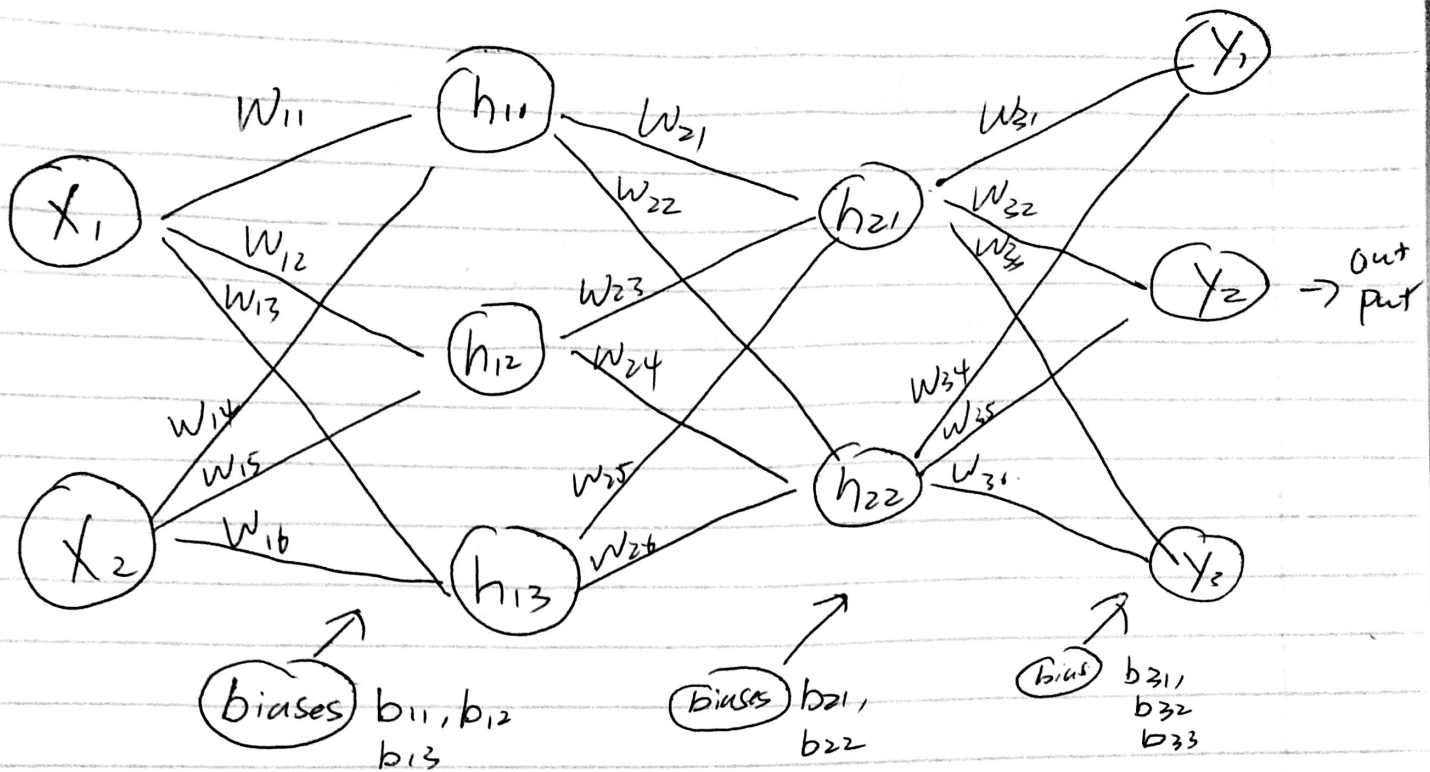 y₁
W₁₁
h₁₁
W₂₁
W₃₁
X₁
W₂₂
h₂₁
W₃₂
W₁₂
W₃₃
W₁₃
W₂₃
y₂
→ out
put
h₁₂
W₂₄
W₃₄
W₁₄
W₃₅
W₁₅
W₂₅
h₂₂
W₃₆
X₂
W₁₆
W₂₆
h₁₃
y₃
biases b₁₁, b₁₂
b₁₃
biases b₂₁,
b₂₂
bias b₃₁,
b₃₂
b₃₃